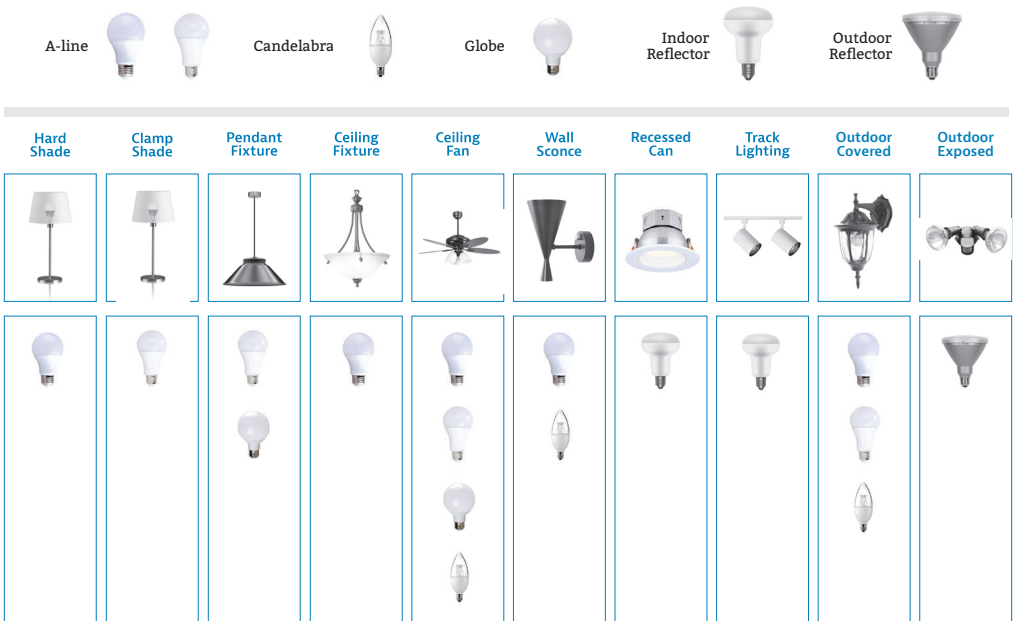 A-line
Candelabra
Globe
Indoor
Reflector
Outdoor
Reflector
Hard
Shade
Clamp
Shade
Pendant
Fixture
Ceiling
Fixture
Ceiling
Fan
Wall
Sconce
Recessed
Can
Track
Lighting
Outdoor
Covered
Outdoor
Exposed